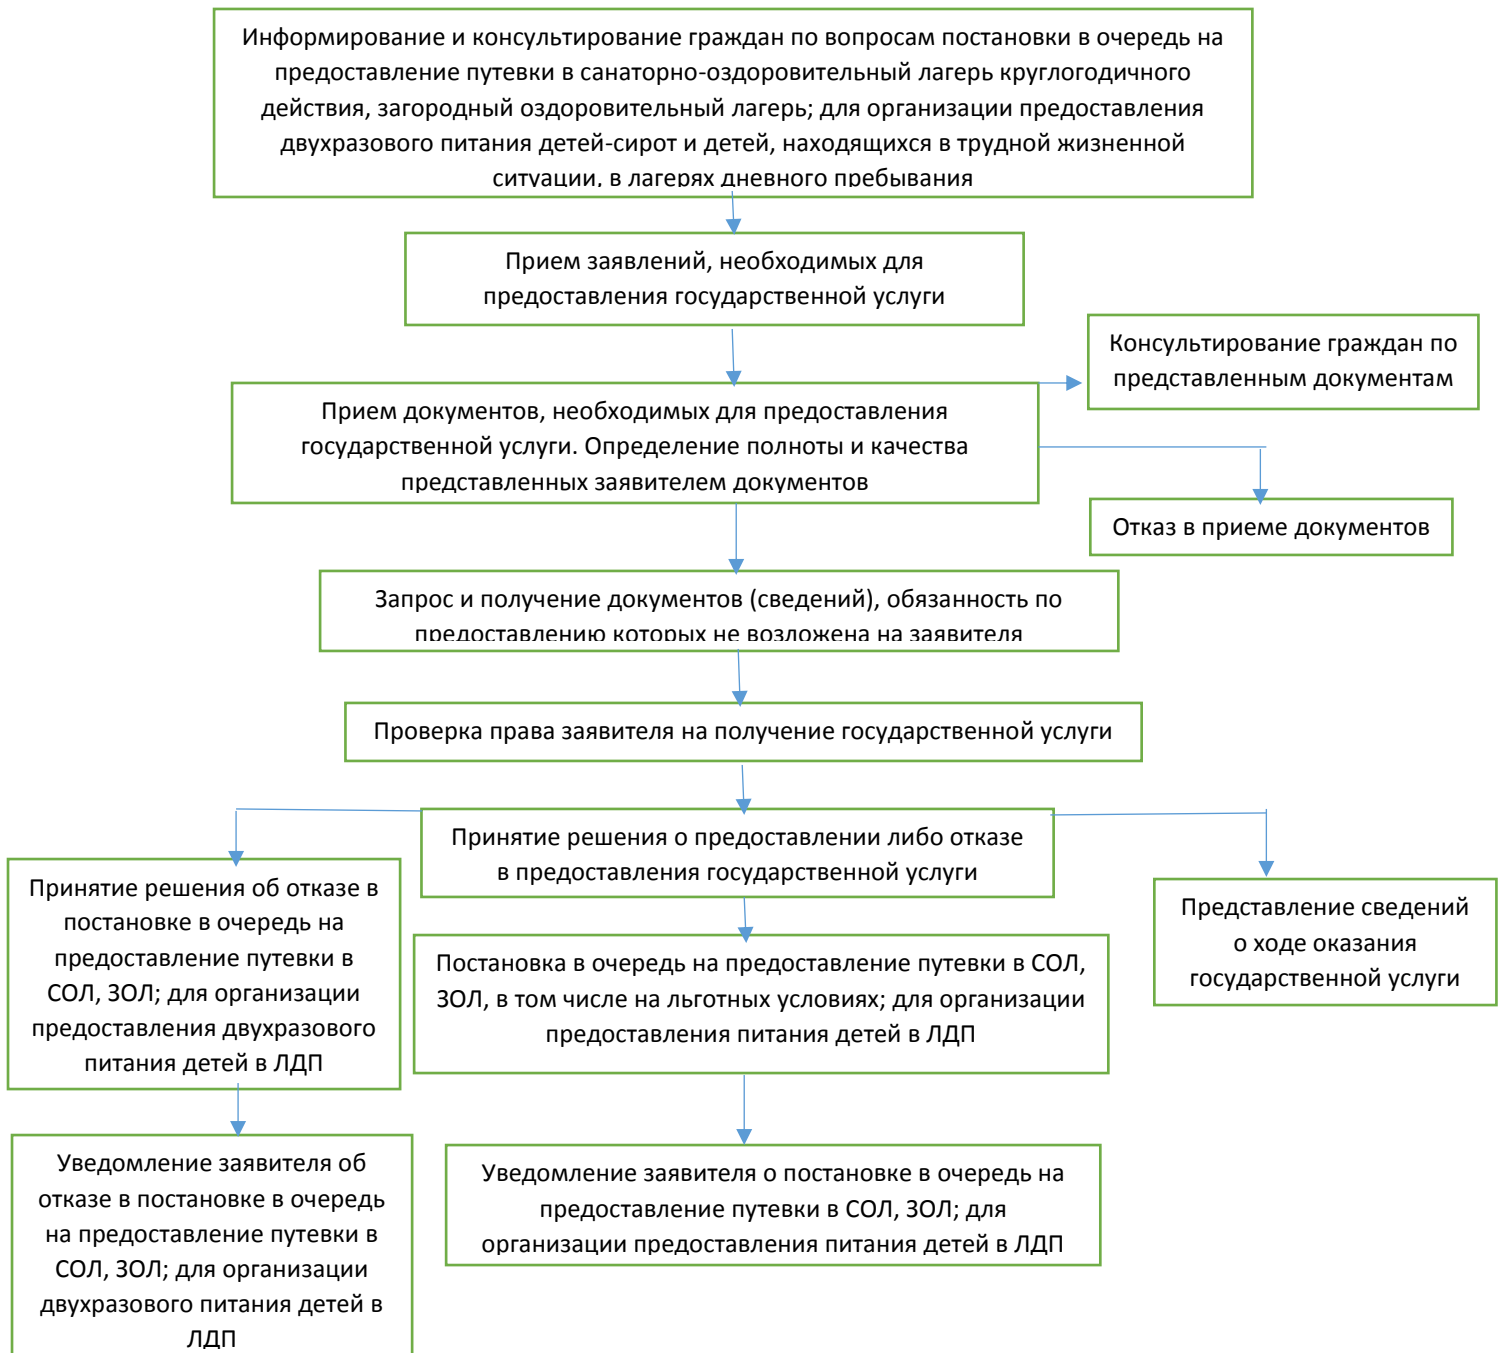 Информирование и консультирование граждан по вопросам постановки в очередь на
предоставление путевки в санаторно-оздоровительный лагерь круглогодичного
действия, загородный оздоровительный лагерь; для организации предоставления
двухразового питания детей-сирот и детей, находящихся в трудной жизненной
ситуации, в лагерях дневного пребывания
Прием заявлений, необходимых для
предоставления государственной услуги
Консультирование граждан по
представленным документам
Прием документов, необходимых для предоставления
государственной услуги. Определение полноты и качества
представленных заявителем документов
Отказ в приеме документов
Запрос и получение документов (сведений), обязанность по
предоставлению которых не возложена на заявителя
Проверка права заявителя на получение государственной услуги
Принятие решения о предоставлении либо отказе
в предоставления государственной услуги
Принятие решения об отказе в
постановке в очередь на
предоставление путевки в
СОЛ, ЗОЛ; для организации
предоставления двухразового
питания детей в ЛДП
Постановка в очередь на предоставление путевки в СОЛ,
ЗОЛ, в том числе на льготных условиях; для организации
предоставления питания детей в ЛДП
Представление сведений
о ходе оказания
государственной услуги
Уведомление заявителя об
отказе в постановке в очередь
на предоставление путевки в
СОЛ, ЗОЛ; для организации
двухразового питания детей в
ЛДП
Уведомление заявителя о постановке в очередь на
предоставление путевки в СОЛ, ЗОЛ; для
организации предоставления питания детей в ЛДП